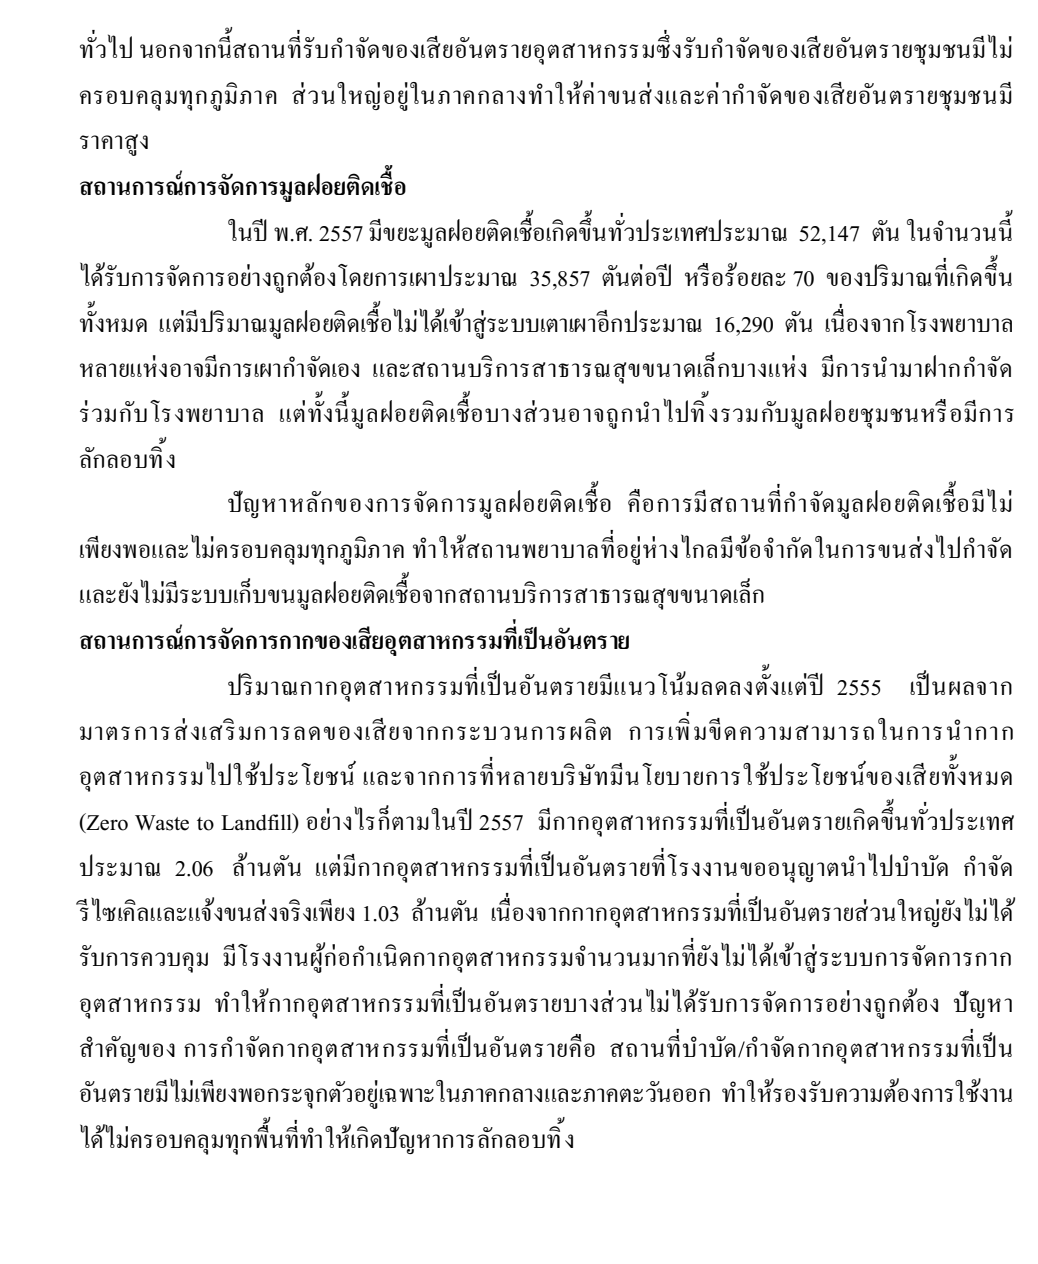 ทั่วไป นอกจากนี้สถานที่รับกำจัดของเสียอันตรายอุตสาหกรรมซึ่งรับกำจัดของเสียอันตรายชุมชนมีไม่
ครอบคลุมทุกภูมิภาค ส่วนใหญ่อยู่ในภาคกลางทำให้ค่าขนส่งและค่ากำจัดของเสียอันตรายชุมชนมี
ราคาสูง
สถานการณ์การจัดการมูลฝอยติดเชื้อ
ในปี พ.ศ. 2557 มีขยะมูลฝอยติดเชื้อเกิดขึ้นทั่วประเทศประมาณ 52,147 ตัน ในจำนวนนี้
ได้รับการจัดการอย่างถูกต้องโดยการเผาประมาณ 35,857 ตันต่อปี หรือร้อยละ 70 ของปริมาณที่เกิดขึ้น
ทั้งหมด แต่มีปริมาณมูลฝอยติดเชื้อไม่ได้เข้าสู่ระบบเตาเผาอีกประมาณ 16,290 ตัน เนื่องจากโรงพยาบาล
หลายแห่งอาจมีการเผากำจัดเอง และสถานบริการสาธารณสุขขนาดเล็กบางแห่ง มีการนำมาฝากกำจัด
ร่วมกับโรงพยาบาล แต่ทั้งนี้มูลฝอยติดเชื้อบางส่วนอาจถูกนำไปทิ้งรวมกับมูลฝอยชุมชนหรือมีการ
ลักลอบทิ้ง
ปัญหาหลักของการจัดการมูลฝอยติดเชื้อ คือการมีสถานที่กำจัดมูลฝอยติดเชื้อมีไม่
เพียงพอและไม่ครอบคลุมทุกภูมิภาค ทำให้สถานพยาบาลที่อยู่ห่างไกลมีข้อจำกัดในการขนส่งไปกำจัด
และยังไม่มีระบบเก็บขนมูลฝอยติดเชื้อจากสถานบริการสาธารณสุขขนาดเล็ก
สถานการณ์การจัดการกากของเสียอุตสาหกรรมที่เป็นอันตราย
ปริมาณกากอุตสาหกรรมที่เป็นอันตรายมีแนวโน้มลดลงตั้งแต่ปี 2555 เป็นผลจาก
มาตรการส่งเสริมการลดของเสียจากกระบวนการผลิต การเพิ่มขีดความสามารถในการนำกาก
อุตสาหกรรมไปใช้ประโยชน์ และจากการที่หลายบริษัทมีนโยบายการใช้ประโยชน์ของเสียทั้งหมด
(Zero Waste to Landfill) อย่างไรก็ตามในปี 2557 มีกากอุตสาหกรรมที่เป็นอันตรายเกิดขึ้นทั่วประเทศ
ประมาณ 2.06 ล้านตัน แต่มีกากอุตสาหกรรมที่เป็นอันตรายที่โรงงานขออนุญาตนำไปบำบัด กำจัด
รีไซเคิลและแจ้งขนส่งจริงเพียง 1.03 ล้านตัน เนื่องจากกากอุตสาหกรรมที่เป็นอันตรายส่วนใหญ่ยังไม่ได้
รับการควบคุม มีโรงงานผู้ก่อกำเนิดกากอุตสาหกรรมจำนวนมากที่ยังไม่ได้เข้าสู่ระบบการจัดการกาก
อุตสาหกรรม ทำให้กากอุตสาหกรรมที่เป็นอันตรายบางส่วนไม่ได้รับการจัดการอย่างถูกต้อง ปัญหา
สำคัญของ การกำจัดกากอุตสาหกรรมที่เป็นอันตรายคือ สถานที่บำบัด/กำจัดกากอุตสาหกรรมที่เป็น
อันตรายมีไม่เพียงพอกระจุกตัวอยู่เฉพาะในภาคกลางและภาคตะวันออก ทำให้รองรับความต้องการใช้งาน
ได้ไม่ครอบคลุมทุกพื้นที่ทำให้เกิดปัญหาการลักลอบทิ้ง